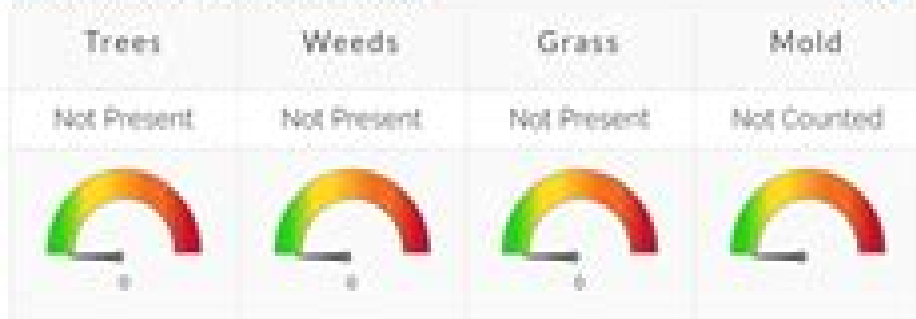 Trees Weeds Grass Mold
Not Present Not Present Not Present Not Counted
0 0 0